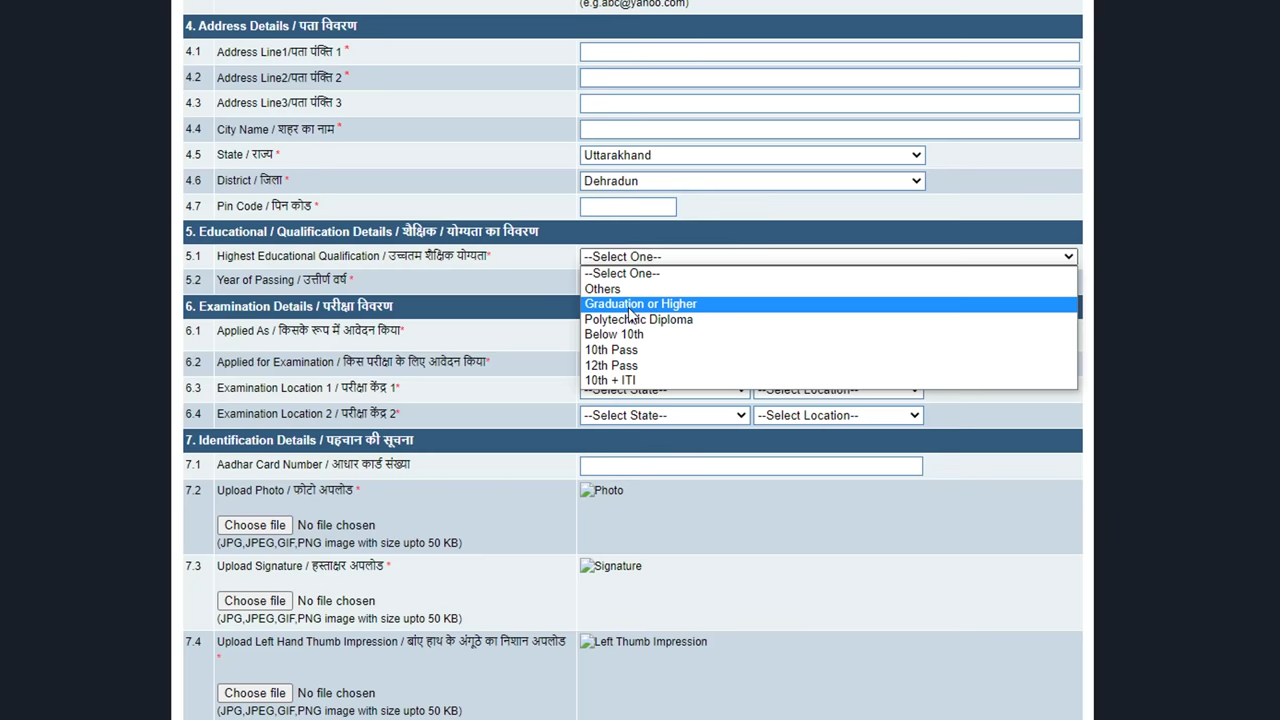 (e.g.abc@yahoo.com)
4. Address Details / पता विवरण
4.1 Address Line1/पता पंक्ति 1 *
4.2 Address Line2/पता पंक्ति 2 *
4.3 Address Line3/पता पंक्ति 3
4.4 City Name / शहर का नाम *
4.5 State / राज्य * Uttarakhand
4.6 District / जिला * Dehradun
4.7 Pin Code / पिन कोड *
5. Educational / Qualification Details / शैक्षिक / योग्यता का विवरण
5.1 Highest Educational Qualification / उच्चतम शैक्षिक योग्यता* --Select One--
--Select One--
5.2 Year of Passing / उत्तीर्ण वर्ष *
Others
Graduation or Higher
6. Examination Details / परीक्षा विवरण
Polytechnic Diploma
6.1 Applied As / किसके रूप में आवेदन किया*
Below 10th
10th Pass
6.2 Applied for Examination / किस परीक्षा के लिए आवेदन किया*
12th Pass
10th + ITI
6.3 Examination Location 1 / परीक्षा केंद्र 1* --Select State-- --Select Location--
6.4 Examination Location 2 / परीक्षा केंद्र 2* --Select State-- --Select Location--
7. Identification Details / पहचान की सूचना
7.1 Aadhar Card Number / आधार कार्ड संख्या
7.2 Upload Photo / फोटो अपलोड * Photo
Choose file No file chosen
(JPG,JPEG,GIF,PNG image with size upto 50 KB)
7.3 Upload Signature / हस्ताक्षर अपलोड * Signature
Choose file No file chosen
(JPG,JPEG,GIF,PNG image with size upto 50 KB)
7.4 Upload Left Hand Thumb Impression / बांए हाथ के अंगूठे का निशान अपलोड Left Thumb Impression
*
Choose file No file chosen
(JPG,JPEG,GIF,PNG image with size upto 50 KB)